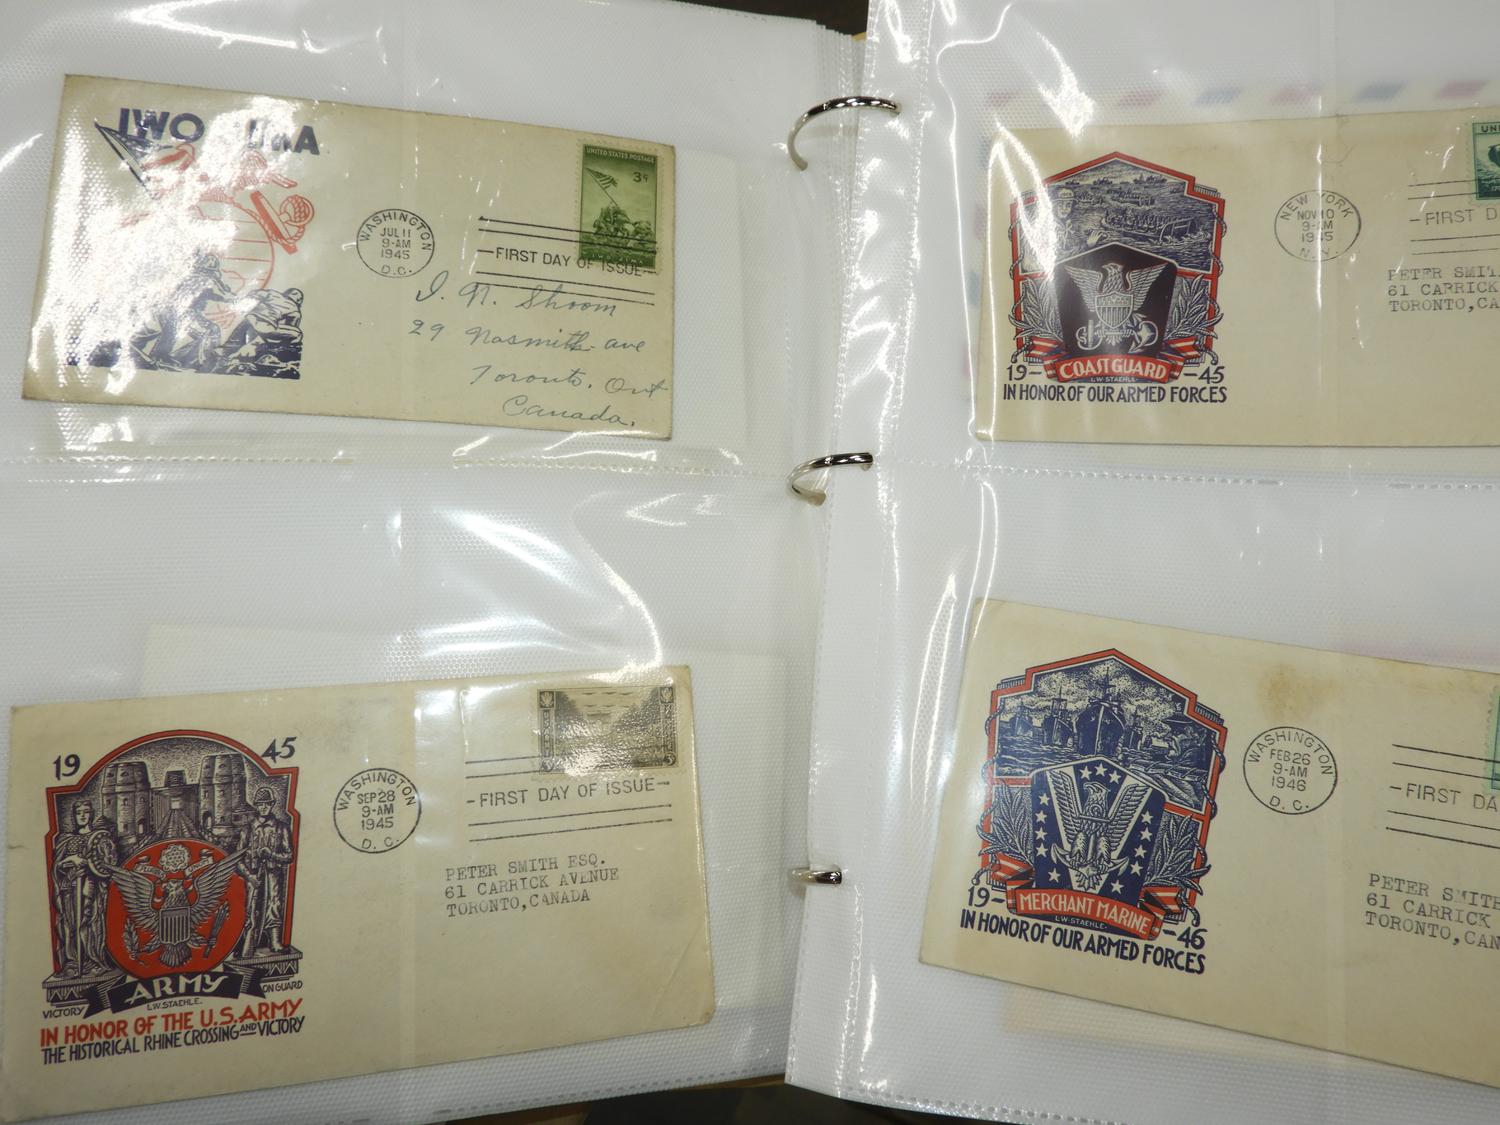 IWO JIMA
WASHINGTON
JUL 11
9-AM
1945
D.C.
UNITED STATES POSTAGE
3¢
FIRST DAY OF ISSUE
J. N. Shoom
29 Nasmith ave
Toronto, Ont
Canada.
19 45
ARMY
L.W. STAEHLE.
VICTORY ON GUARD
IN HONOR OF THE U.S. ARMY
THE HISTORICAL RHINE CROSSING AND VICTORY
WASHINGTON
SEP 28
9-AM
1945
D. C.
FIRST DAY OF ISSUE
PETER SMITH ESQ.
61 CARRICK AVENUE
TORONTO, CANADA
COAST GUARD
19- -45
L.W-STAEHLE-
IN HONOR OF OUR ARMED FORCES
NEW YORK
NOV 10
9-AM
1945
N.Y.
UNI
FIRST D
PETER SMI
61 CARRICK
TORONTO, CA
MERCHANT MARINE
19- -46
L.W-STAEHLE-
IN HONOR OF OUR ARMED FORCES
WASHINGTON
FEB 26
9-AM
1946
D. C.
FIRST DA
PETER SMITH
61 CARRICK
TORONTO, CAN